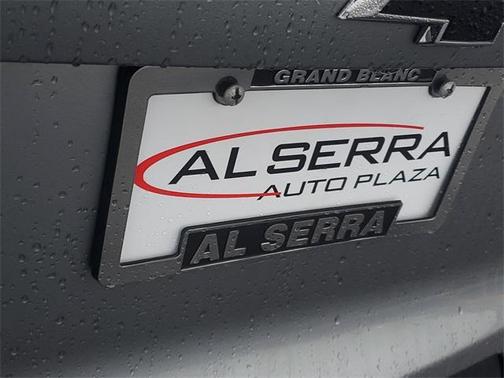 GRAND BLANC
AL SERRA
AUTO PLAZA
AL SERRA